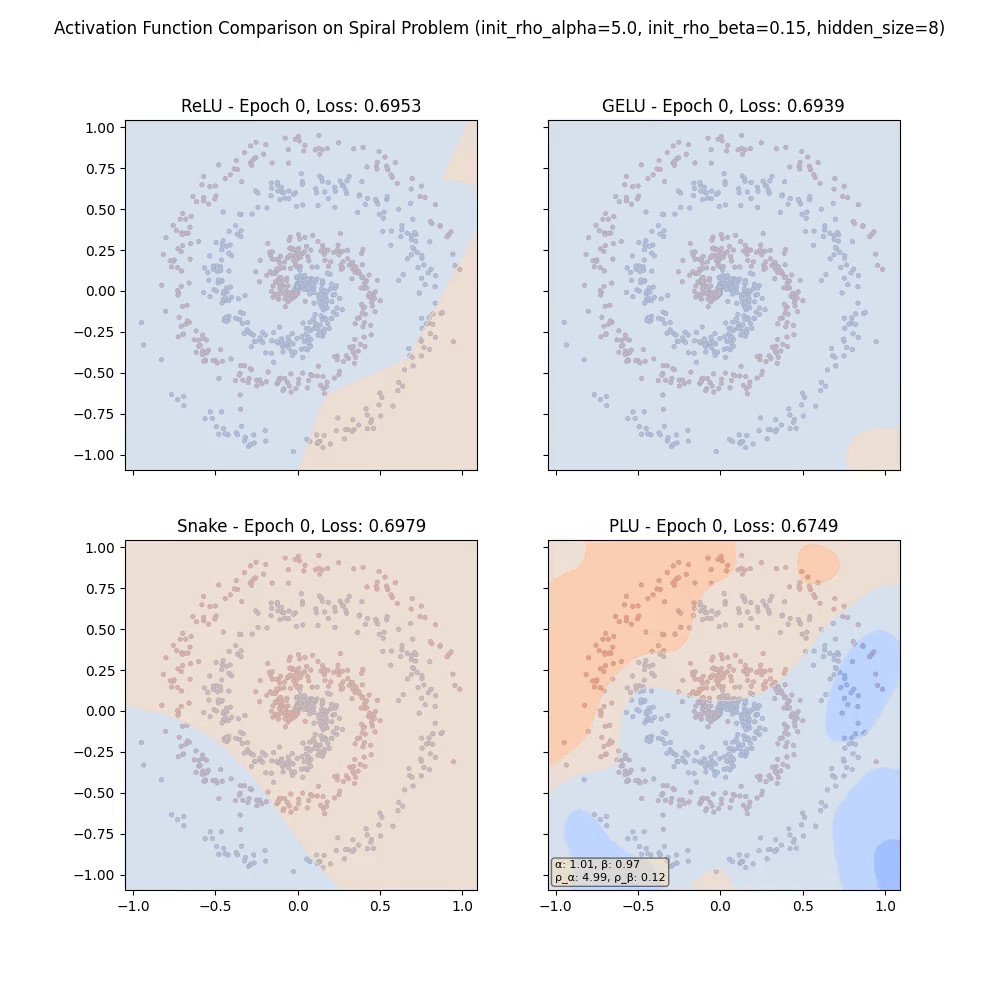 Activation Function Comparison on Spiral Problem (init_rho_alpha=5.0, init_rho_beta=0.15, hidden_size=8)
ReLU - Epoch 0, Loss: 0.6953
GELU - Epoch 0, Loss: 0.6939
1.00
0.75
0.50
0.25
0.00
−0.25
−0.50
−0.75
−1.00
Snake - Epoch 0, Loss: 0.6979
PLU - Epoch 0, Loss: 0.6749
1.00
0.75
0.50
0.25
0.00
−0.25
−0.50
−0.75
−1.00
α: 1.01, β: 0.97
ρ_α: 4.99, ρ_β: 0.12
−1.0 −0.5 0.0 0.5 1.0
−1.0 −0.5 0.0 0.5 1.0